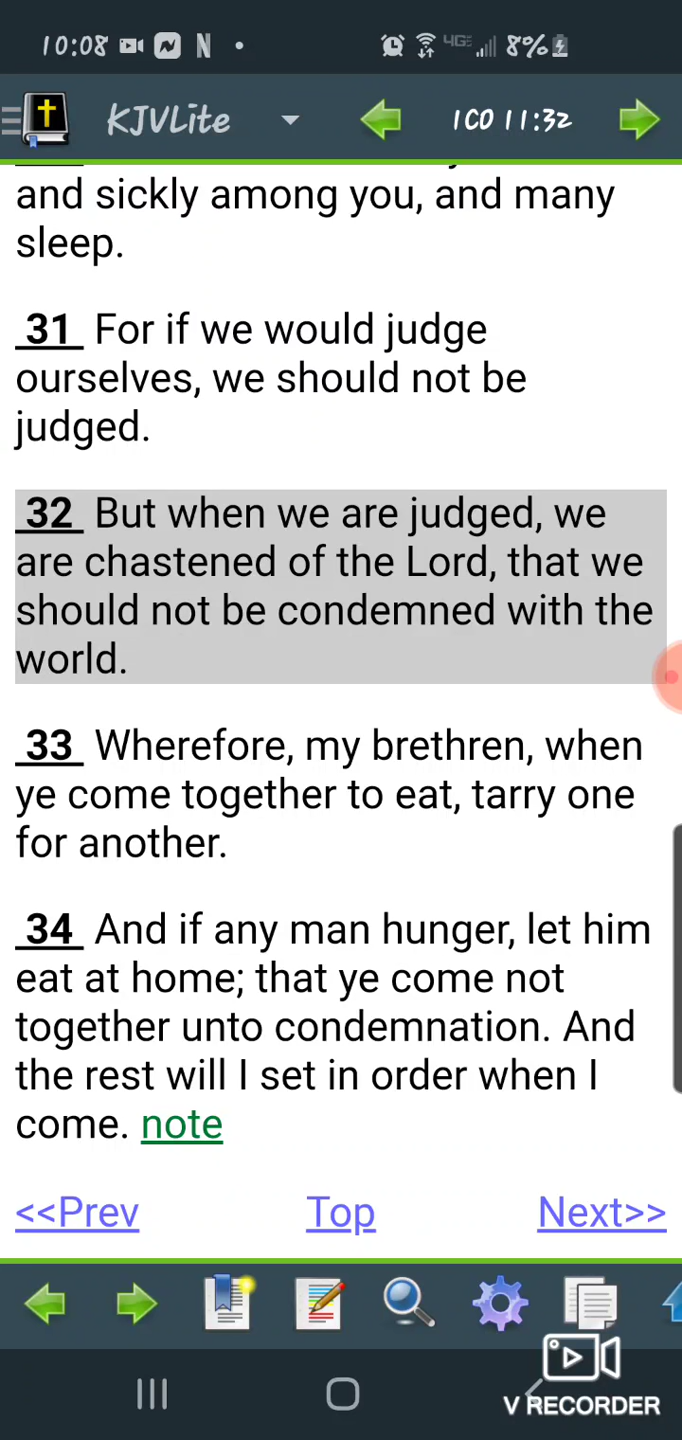 10:08 N 4GE 8%
KJVLite 1CO 11:32
and sickly among you, and many
sleep.
31 For if we would judge
ourselves, we should not be
judged.
32 But when we are judged, we
are chastened of the Lord, that we
should not be condemned with the
world.
33 Wherefore, my brethren, when
ye come together to eat, tarry one
for another.
34 And if any man hunger, let him
eat at home; that ye come not
together unto condemnation. And
the rest will I set in order when I
come. note
<<Prev Top Next>>
V RECORDER